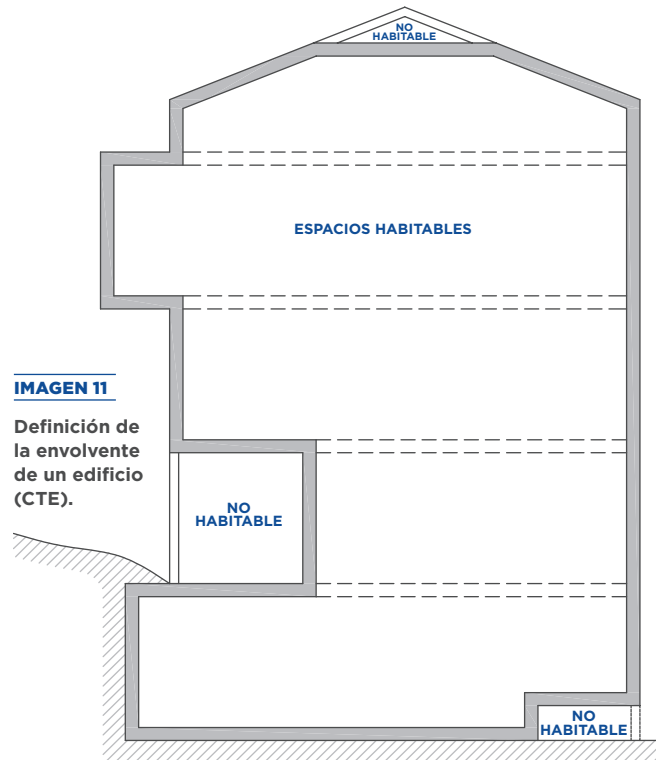 NO
HABITABLE
ESPACIOS HABITABLES
IMAGEN 11
Definición de
la envolvente
de un edificio
(CTE).
NO
HABITABLE
NO
HABITABLE